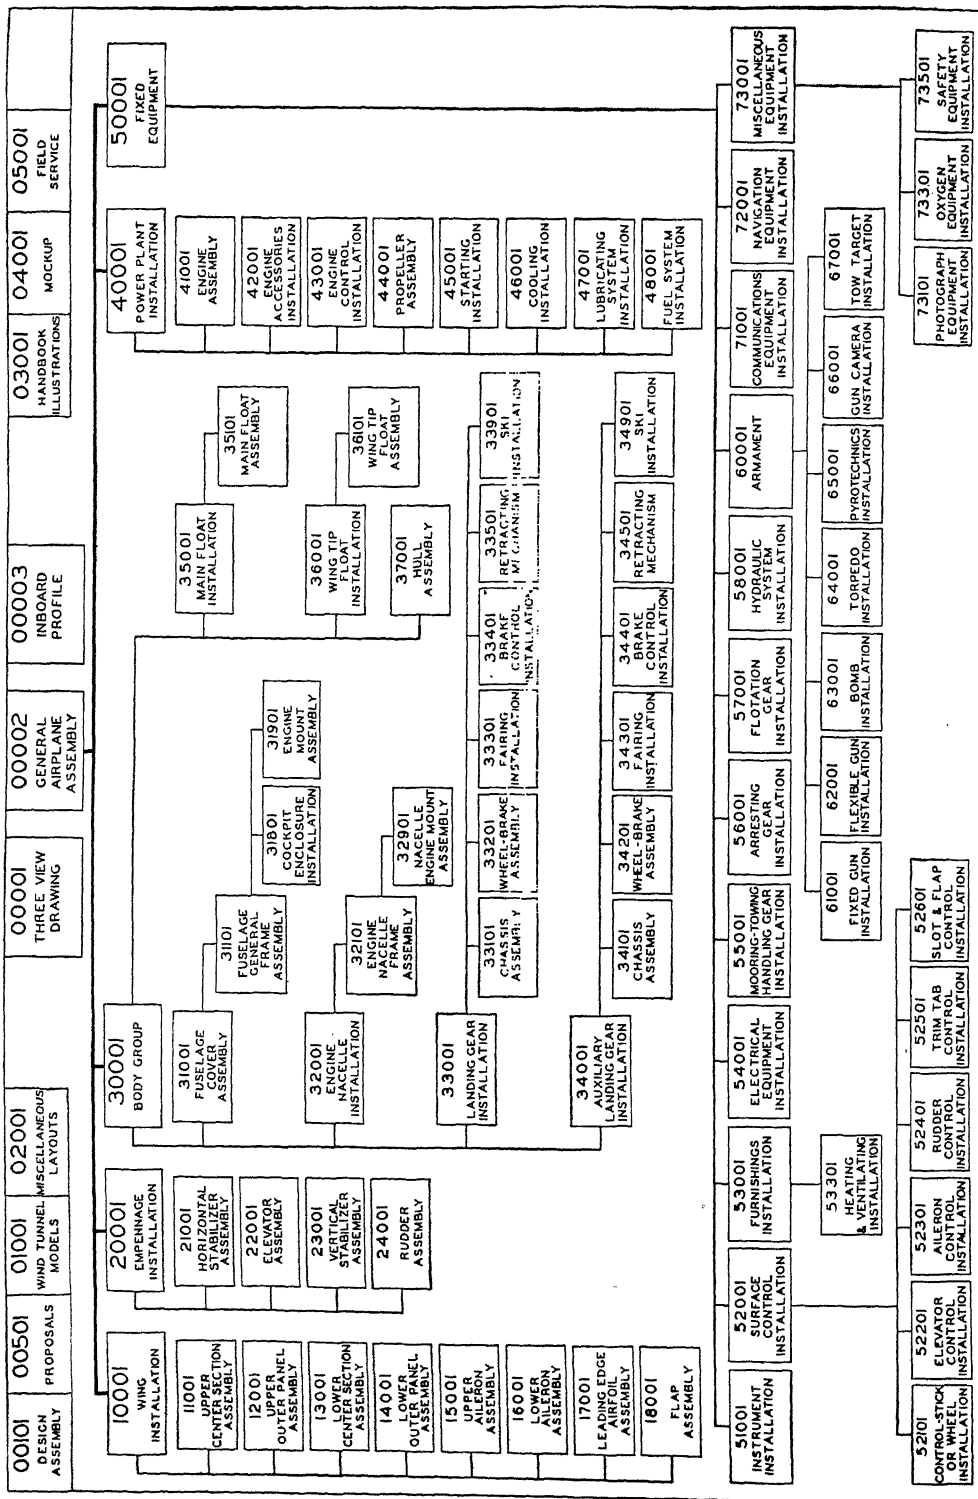 00101
DESIGN
ASSEMBLY
00501
PROPOSALS
01001
WIND TUNNEL
MODELS
02001
MISCELLANEOUS
LAYOUTS
00001
THREE VIEW
DRAWING
00002
GENERAL
AIRPLANE
ASSEMBLY
00003
INBOARD
PROFILE
03001
HANDBOOK
ILLUSTRATIONS
04001
MOCKUP
05001
FIELD
SERVICE
10001
WING
INSTALLATION
11001
UPPER
CENTER SECTION
ASSEMBLY
12001
UPPER
OUTER PANEL
ASSEMBLY
13001
LOWER
CENTER SECTION
ASSEMBLY
14001
LOWER
OUTER PANEL
ASSEMBLY
15001
UPPER
AILERON
ASSEMBLY
16001
LOWER
AILERON
ASSEMBLY
17001
LEADING EDGE
AIRFOIL
ASSEMBLY
18001
FLAP
ASSEMBLY
20001
EMPENNAGE
INSTALLATION
21001
HORIZONTAL
STABILIZER
ASSEMBLY
22001
ELEVATOR
ASSEMBLY
23001
VERTICAL
STABILIZER
ASSEMBLY
24001
RUDDER
ASSEMBLY
30001
BODY GROUP
31001
FUSELAGE
COVER
ASSEMBLY
31101
FUSELAGE
GENERAL
FRAME
ASSEMBLY
31801
COCKPIT
ENCLOSURE
INSTALLATION
31901
ENGINE
MOUNT
ASSEMBLY
32001
ENGINE
NACELLE
INSTALLATION
32101
ENGINE
NACELLE
FRAME
ASSEMBLY
32901
NACELLE
ENGINE MOUNT
ASSEMBLY
33001
LANDING GEAR
INSTALLATION
33101
CHASSIS
ASSEMBLY
33201
WHEEL-BRAKE
ASSEMBLY
33301
FAIRING
INSTALLATION
33401
BRAKE
CONTROL
INSTALLATION
33501
RETRACTING
MECHANISM
33901
SKI
INSTALLATION
34001
AUXILIARY
LANDING GEAR
INSTALLATION
34101
CHASSIS
ASSEMBLY
34201
WHEEL-BRAKE
ASSEMBLY
34301
FAIRING
INSTALLATION
34401
BRAKE
CONTROL
INSTALLATION
34501
RETRACTING
MECHANISM
34901
SKI
INSTALLATION
35001
MAIN FLOAT
INSTALLATION
35101
MAIN FLOAT
ASSEMBLY
36001
WING TIP
FLOAT
INSTALLATION
36101
WING TIP
FLOAT
ASSEMBLY
37001
HULL
ASSEMBLY
40001
POWER PLANT
INSTALLATION
41001
ENGINE
ASSEMBLY
42001
ENGINE
ACCESSORIES
INSTALLATION
43001
ENGINE
CONTROL
INSTALLATION
44001
PROPELLER
ASSEMBLY
45001
STARTING
INSTALLATION
46001
COOLING
INSTALLATION
47001
LUBRICATING
SYSTEM
INSTALLATION
48001
FUEL SYSTEM
INSTALLATION
50001
FIXED
EQUIPMENT
51001
INSTRUMENT
INSTALLATION
52001
SURFACE
CONTROL
INSTALLATION
53001
FURNISHINGS
INSTALLATION
54001
ELECTRICAL
EQUIPMENT
INSTALLATION
55001
MOORING-TOWING
HANDLING GEAR
INSTALLATION
56001
ARRESTING
GEAR
INSTALLATION
57001
FLOTATION
GEAR
INSTALLATION
58001
HYDRAULIC
SYSTEM
INSTALLATION
60001
ARMAMENT
71001
COMMUNICATIONS
EQUIPMENT
INSTALLATION
72001
NAVIGATION
EQUIPMENT
INSTALLATION
73001
MISCELLANEOUS
EQUIPMENT
INSTALLATION
53301
HEATING
& VENTILATING
INSTALLATION
61001
FIXED GUN
INSTALLATION
62001
FLEXIBLE GUN
INSTALLATION
63001
BOMB
INSTALLATION
64001
TORPEDO
INSTALLATION
65001
PYROTECHNICS
INSTALLATION
66001
GUN CAMERA
INSTALLATION
67001
TOW TARGET
INSTALLATION
52101
CONTROL-STICK
OR WHEEL
INSTALLATION
52201
ELEVATOR
CONTROL
INSTALLATION
52301
AILERON
CONTROL
INSTALLATION
52401
RUDDER
CONTROL
INSTALLATION
52501
TRIM TAB
CONTROL
INSTALLATION
52601
SLOT & FLAP
CONTROL
INSTALLATION
73101
PHOTOGRAPH
EQUIPMENT
INSTALLATION
73301
OXYGEN
EQUIPMENT
INSTALLATION
73501
SAFETY
EQUIPMENT
INSTALLATION